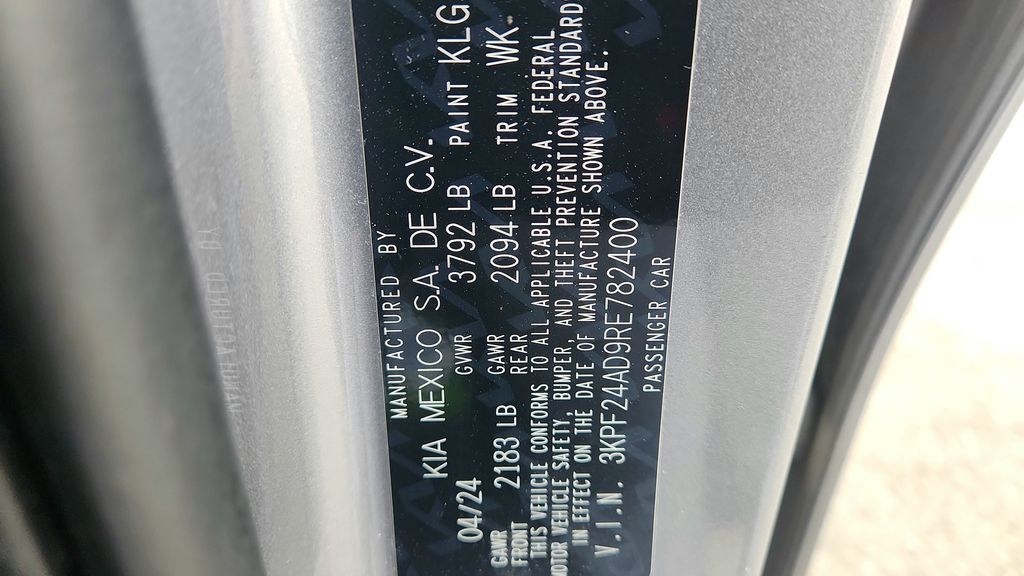 MANUFACTURED BY
KIA MEXICO S.A. DE C.V.
04/24 GVWR 3792 LB PAINT KLG
GAWR FRONT 2183 LB GAWR REAR 2094 LB TRIM WK
THIS VEHICLE CONFORMS TO ALL APPLICABLE U.S.A. FEDERAL
MOTOR VEHICLE SAFETY, BUMPER, AND THEFT PREVENTION STANDARD
IN EFFECT ON THE DATE OF MANUFACTURE SHOWN ABOVE.
V.I.N. 3KPF24AD9RE782400
PASSENGER CAR